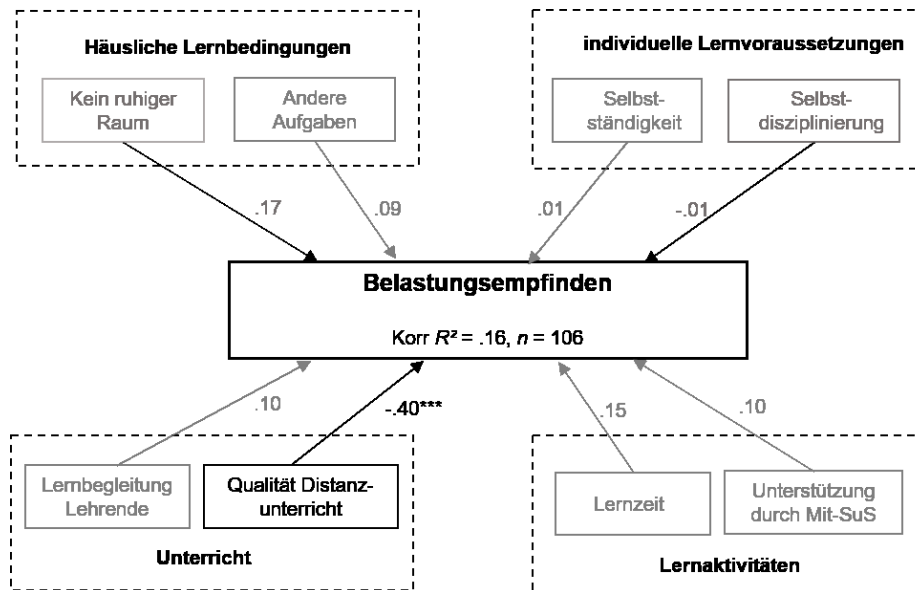 Häusliche Lernbedingungen
Kein ruhiger
Raum
Andere
Aufgaben
individuelle Lernvoraussetzungen
Selbst-
ständigkeit
Selbst-
disziplinierung
.17
.09
.01
-.01
Belastungsempfinden
Korr R² = .16, n = 106
.10
-.40***
.15
.10
Lernbegleitung
Lehrende
Qualität Distanz-
unterricht
Unterricht
Lernzeit
Unterstützung
durch Mit-SuS
Lernaktivitäten